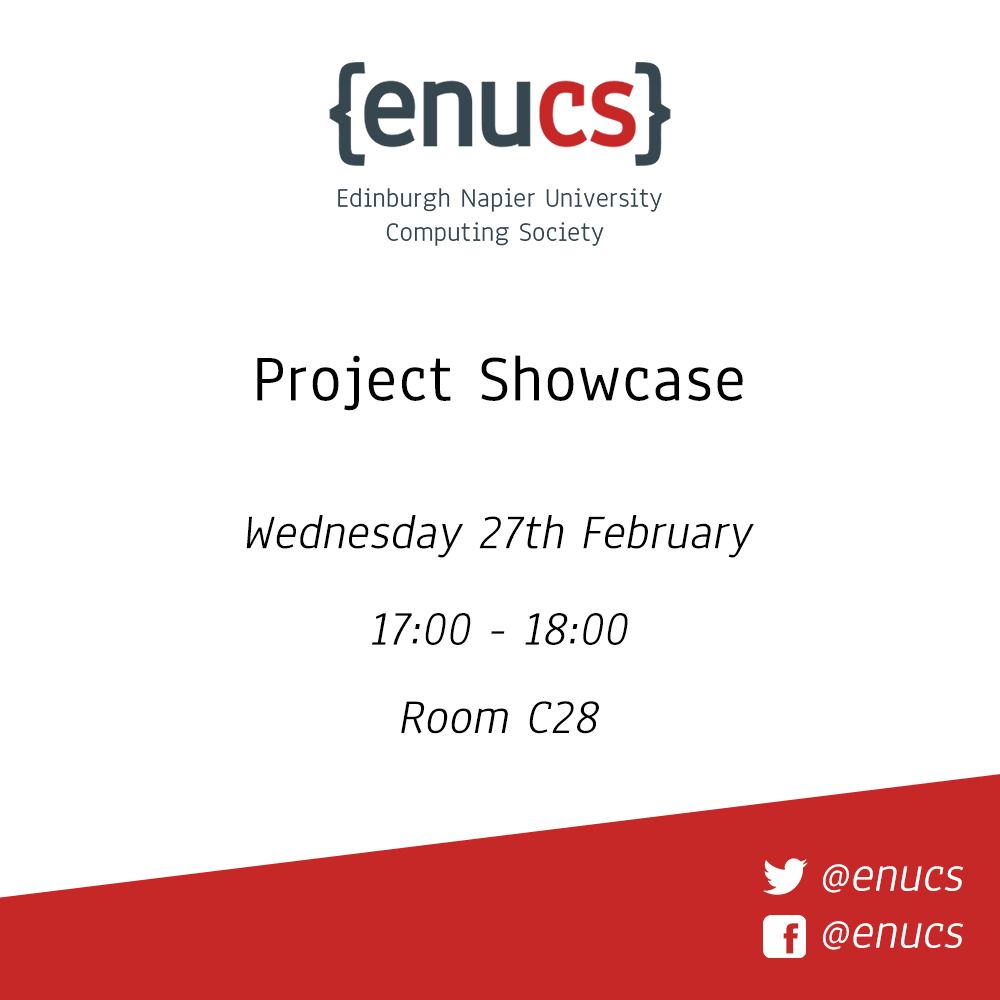 {enucs}
Edinburgh Napier University
Computing Society
Project Showcase
Wednesday 27th February
17:00 - 18:00
Room C28
@enucs
@enucs